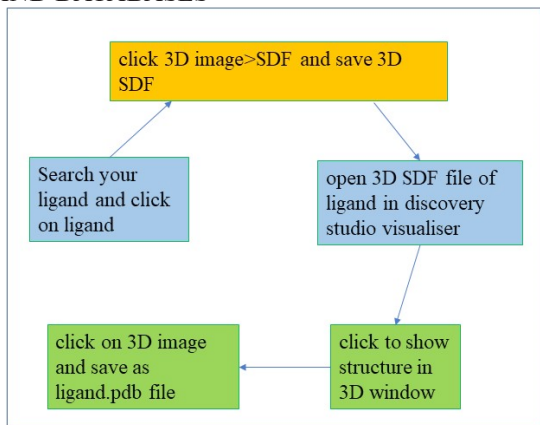 click 3D image>SDF and save 3D
SDF
Search your
ligand and click
on ligand
open 3D SDF file of
ligand in discovery
studio visualiser
click on 3D image
and save as
ligand.pdb file
click to show
structure in
3D window